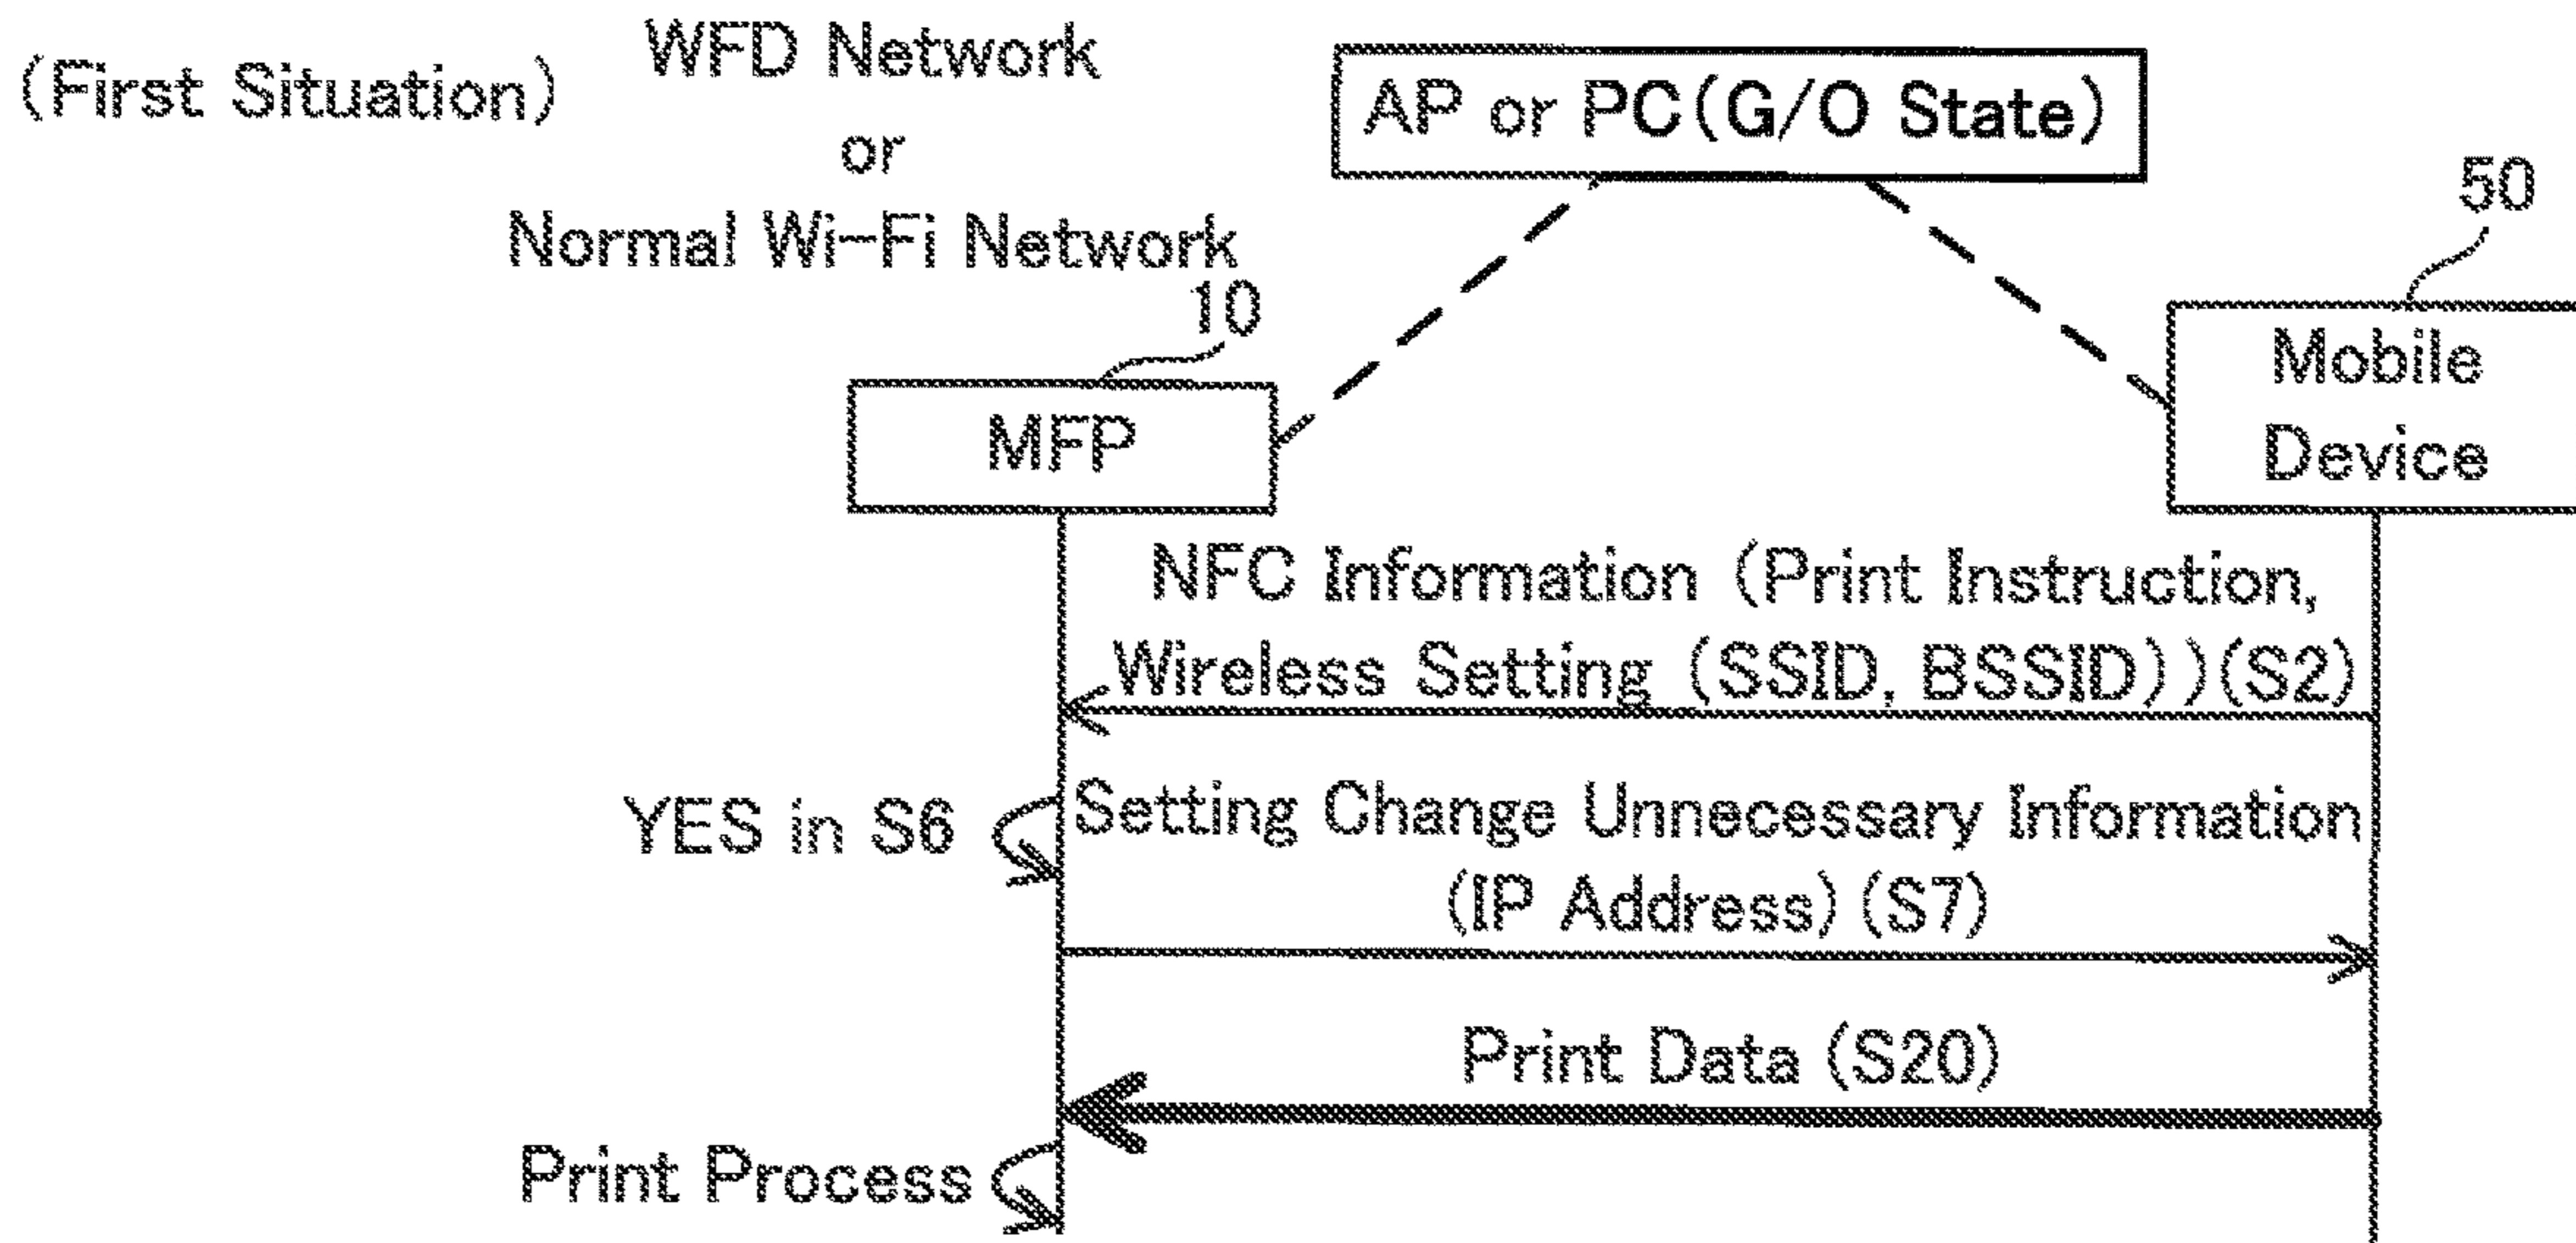 (First Situation)
WFD Network
or
Normal Wi-Fi Network
AP or PC(G/O State)
50
10
MFP
Mobile
Device
NFC Information (Print Instruction,
Wireless Setting (SSID, BSSID))(S2)
YES in S6
Setting Change Unnecessary Information
(IP Address)(S7)
Print Data (S20)
Print Process